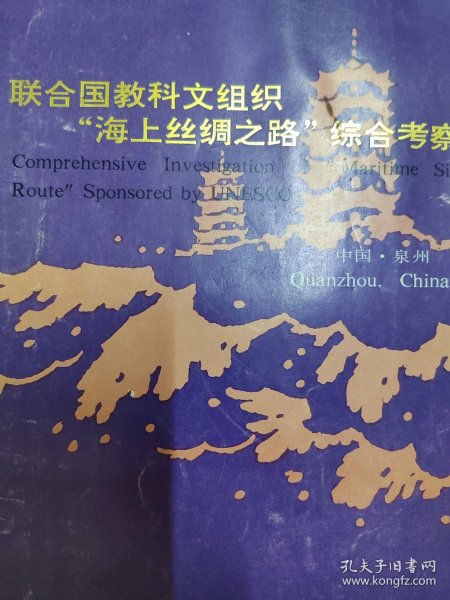 联合国教科文组织
“海上丝绸之路”综合考察
Comprehensive Investigation "Maritime Si
Route" Sponsored by UNESCO
中国·泉州
Quanzhou, China
孔夫子旧书网
www.kongfz.com